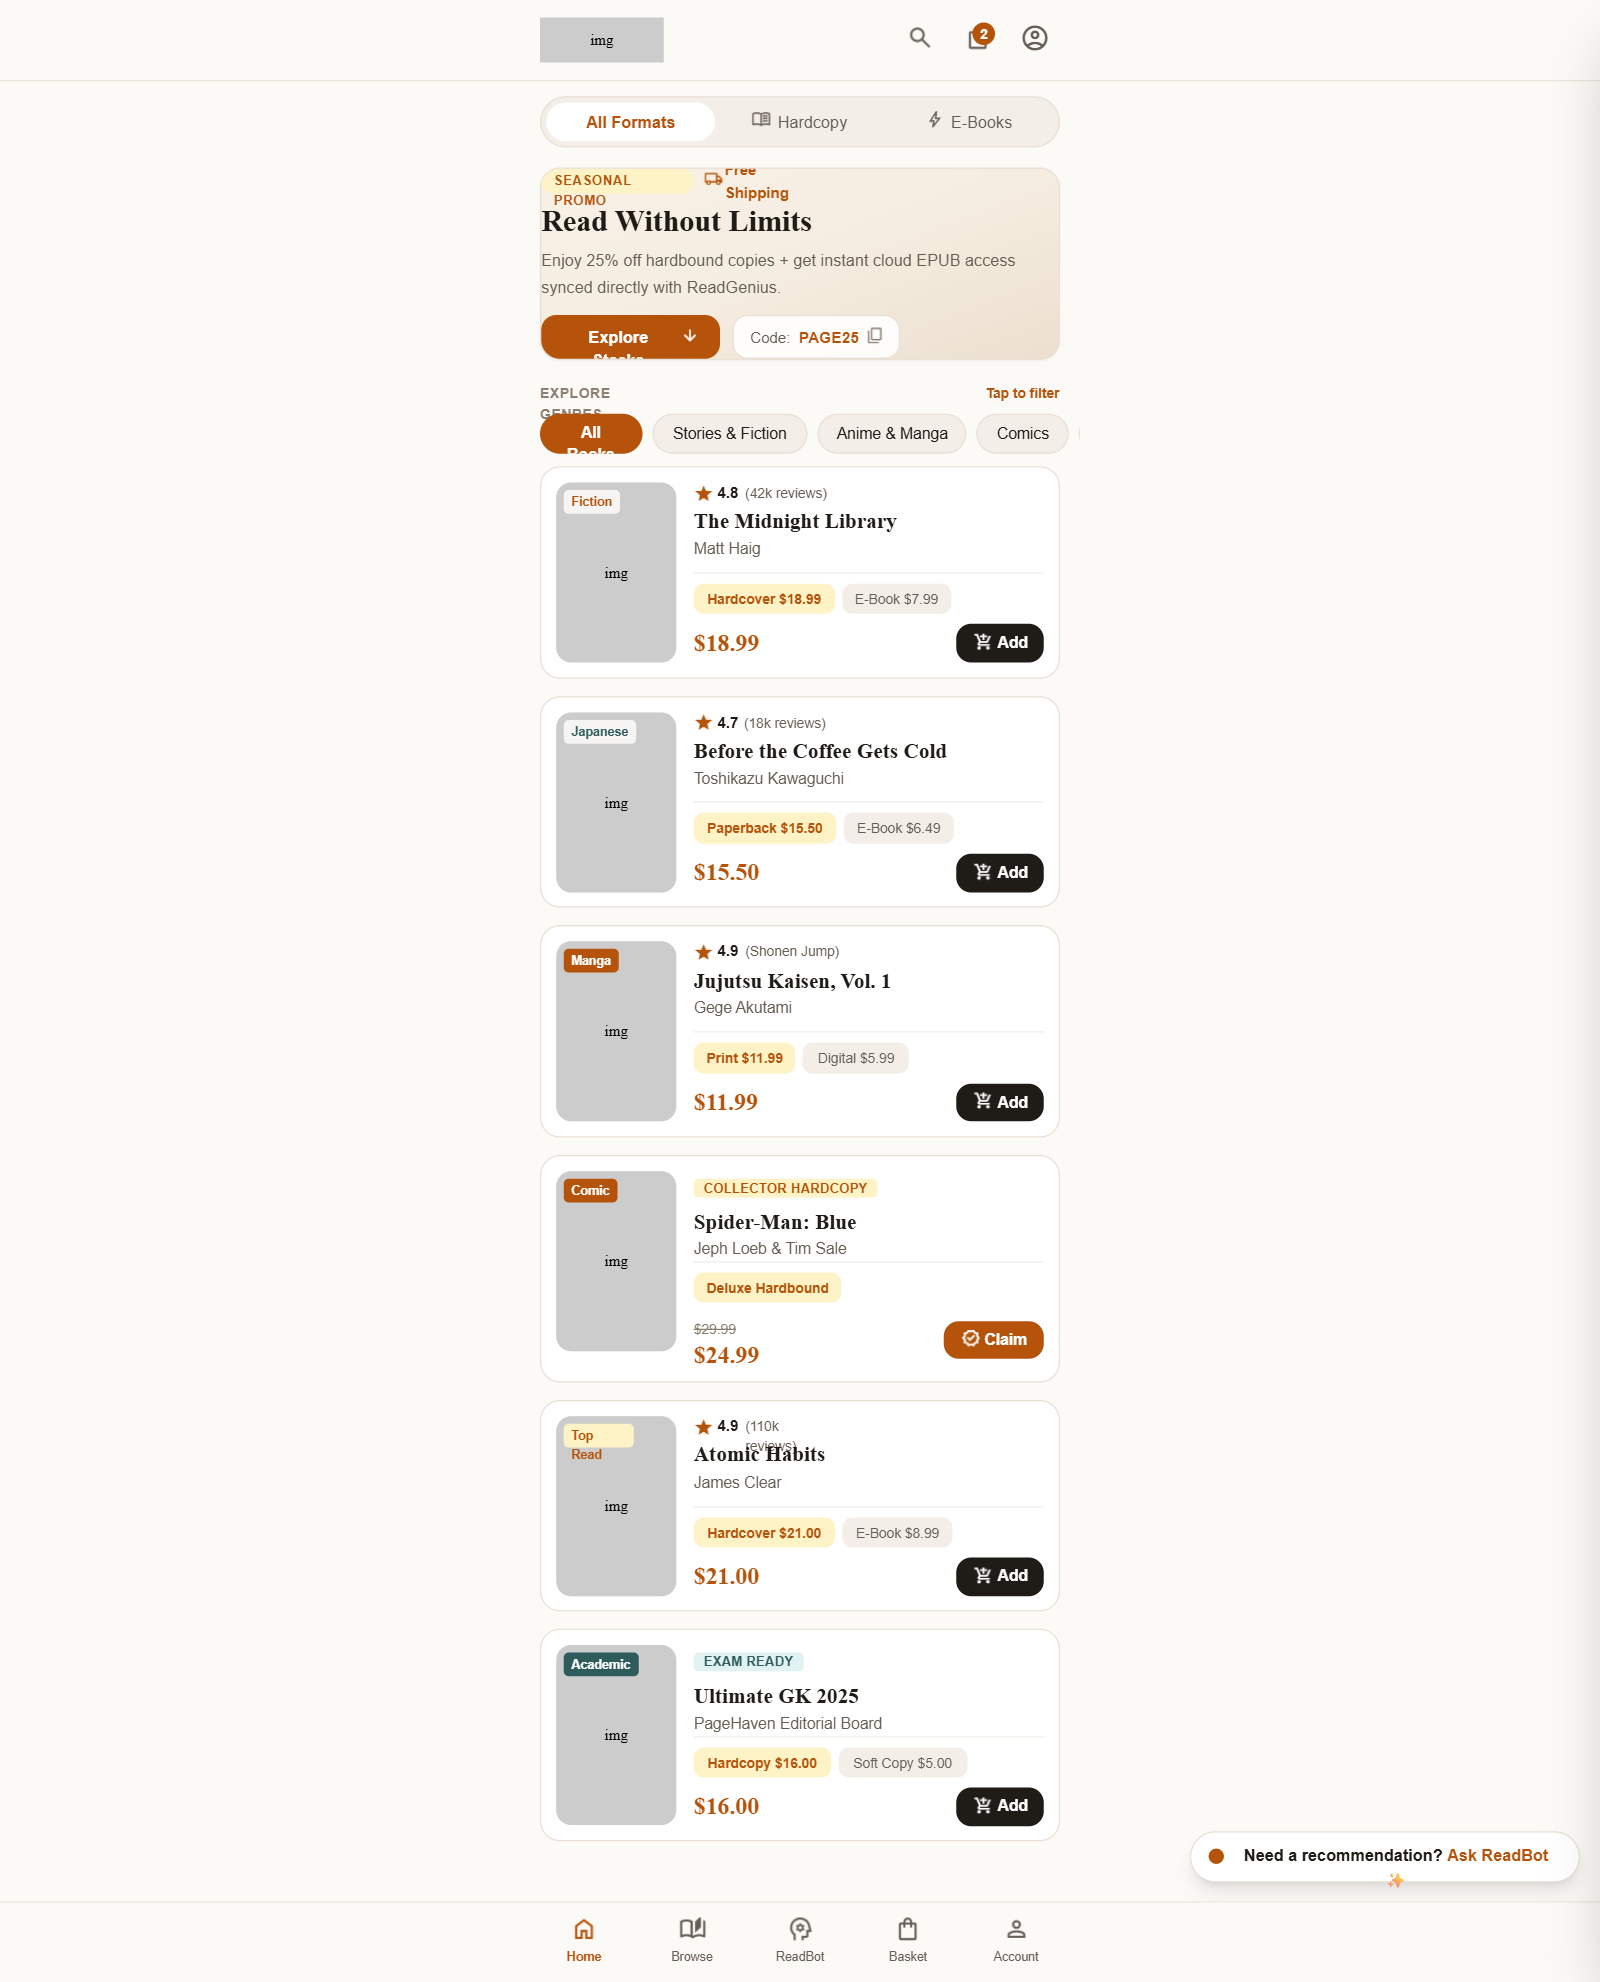 img
2
All Formats
Hardcopy
E-Books
SEASONAL
PROMO
Free
Shipping
Read Without Limits
Enjoy 25% off hardbound copies + get instant cloud EPUB access
synced directly with ReadGenius.
Explore
Stacks
Code: PAGE25
EXPLORE
GENRES
Tap to filter
All
Books
Stories & Fiction
Anime & Manga
Comics
Fiction
img
4.8 (42k reviews)
The Midnight Library
Matt Haig
Hardcover $18.99
E-Book $7.99
$18.99
Add
Japanese
img
4.7 (18k reviews)
Before the Coffee Gets Cold
Toshikazu Kawaguchi
Paperback $15.50
E-Book $6.49
$15.50
Add
Manga
img
4.9 (Shonen Jump)
Jujutsu Kaisen, Vol. 1
Gege Akutami
Print $11.99
Digital $5.99
$11.99
Add
Comic
img
COLLECTOR HARDCOPY
Spider-Man: Blue
Jeph Loeb & Tim Sale
Deluxe Hardbound
$29.99
$24.99
Claim
Top
Read
img
4.9 (110k
reviews)
Atomic Habits
James Clear
Hardcover $21.00
E-Book $8.99
$21.00
Add
Academic
img
EXAM READY
Ultimate GK 2025
PageHaven Editorial Board
Hardcopy $16.00
Soft Copy $5.00
$16.00
Add
Need a recommendation? Ask ReadBot
✨
Home
Browse
ReadBot
Basket
Account